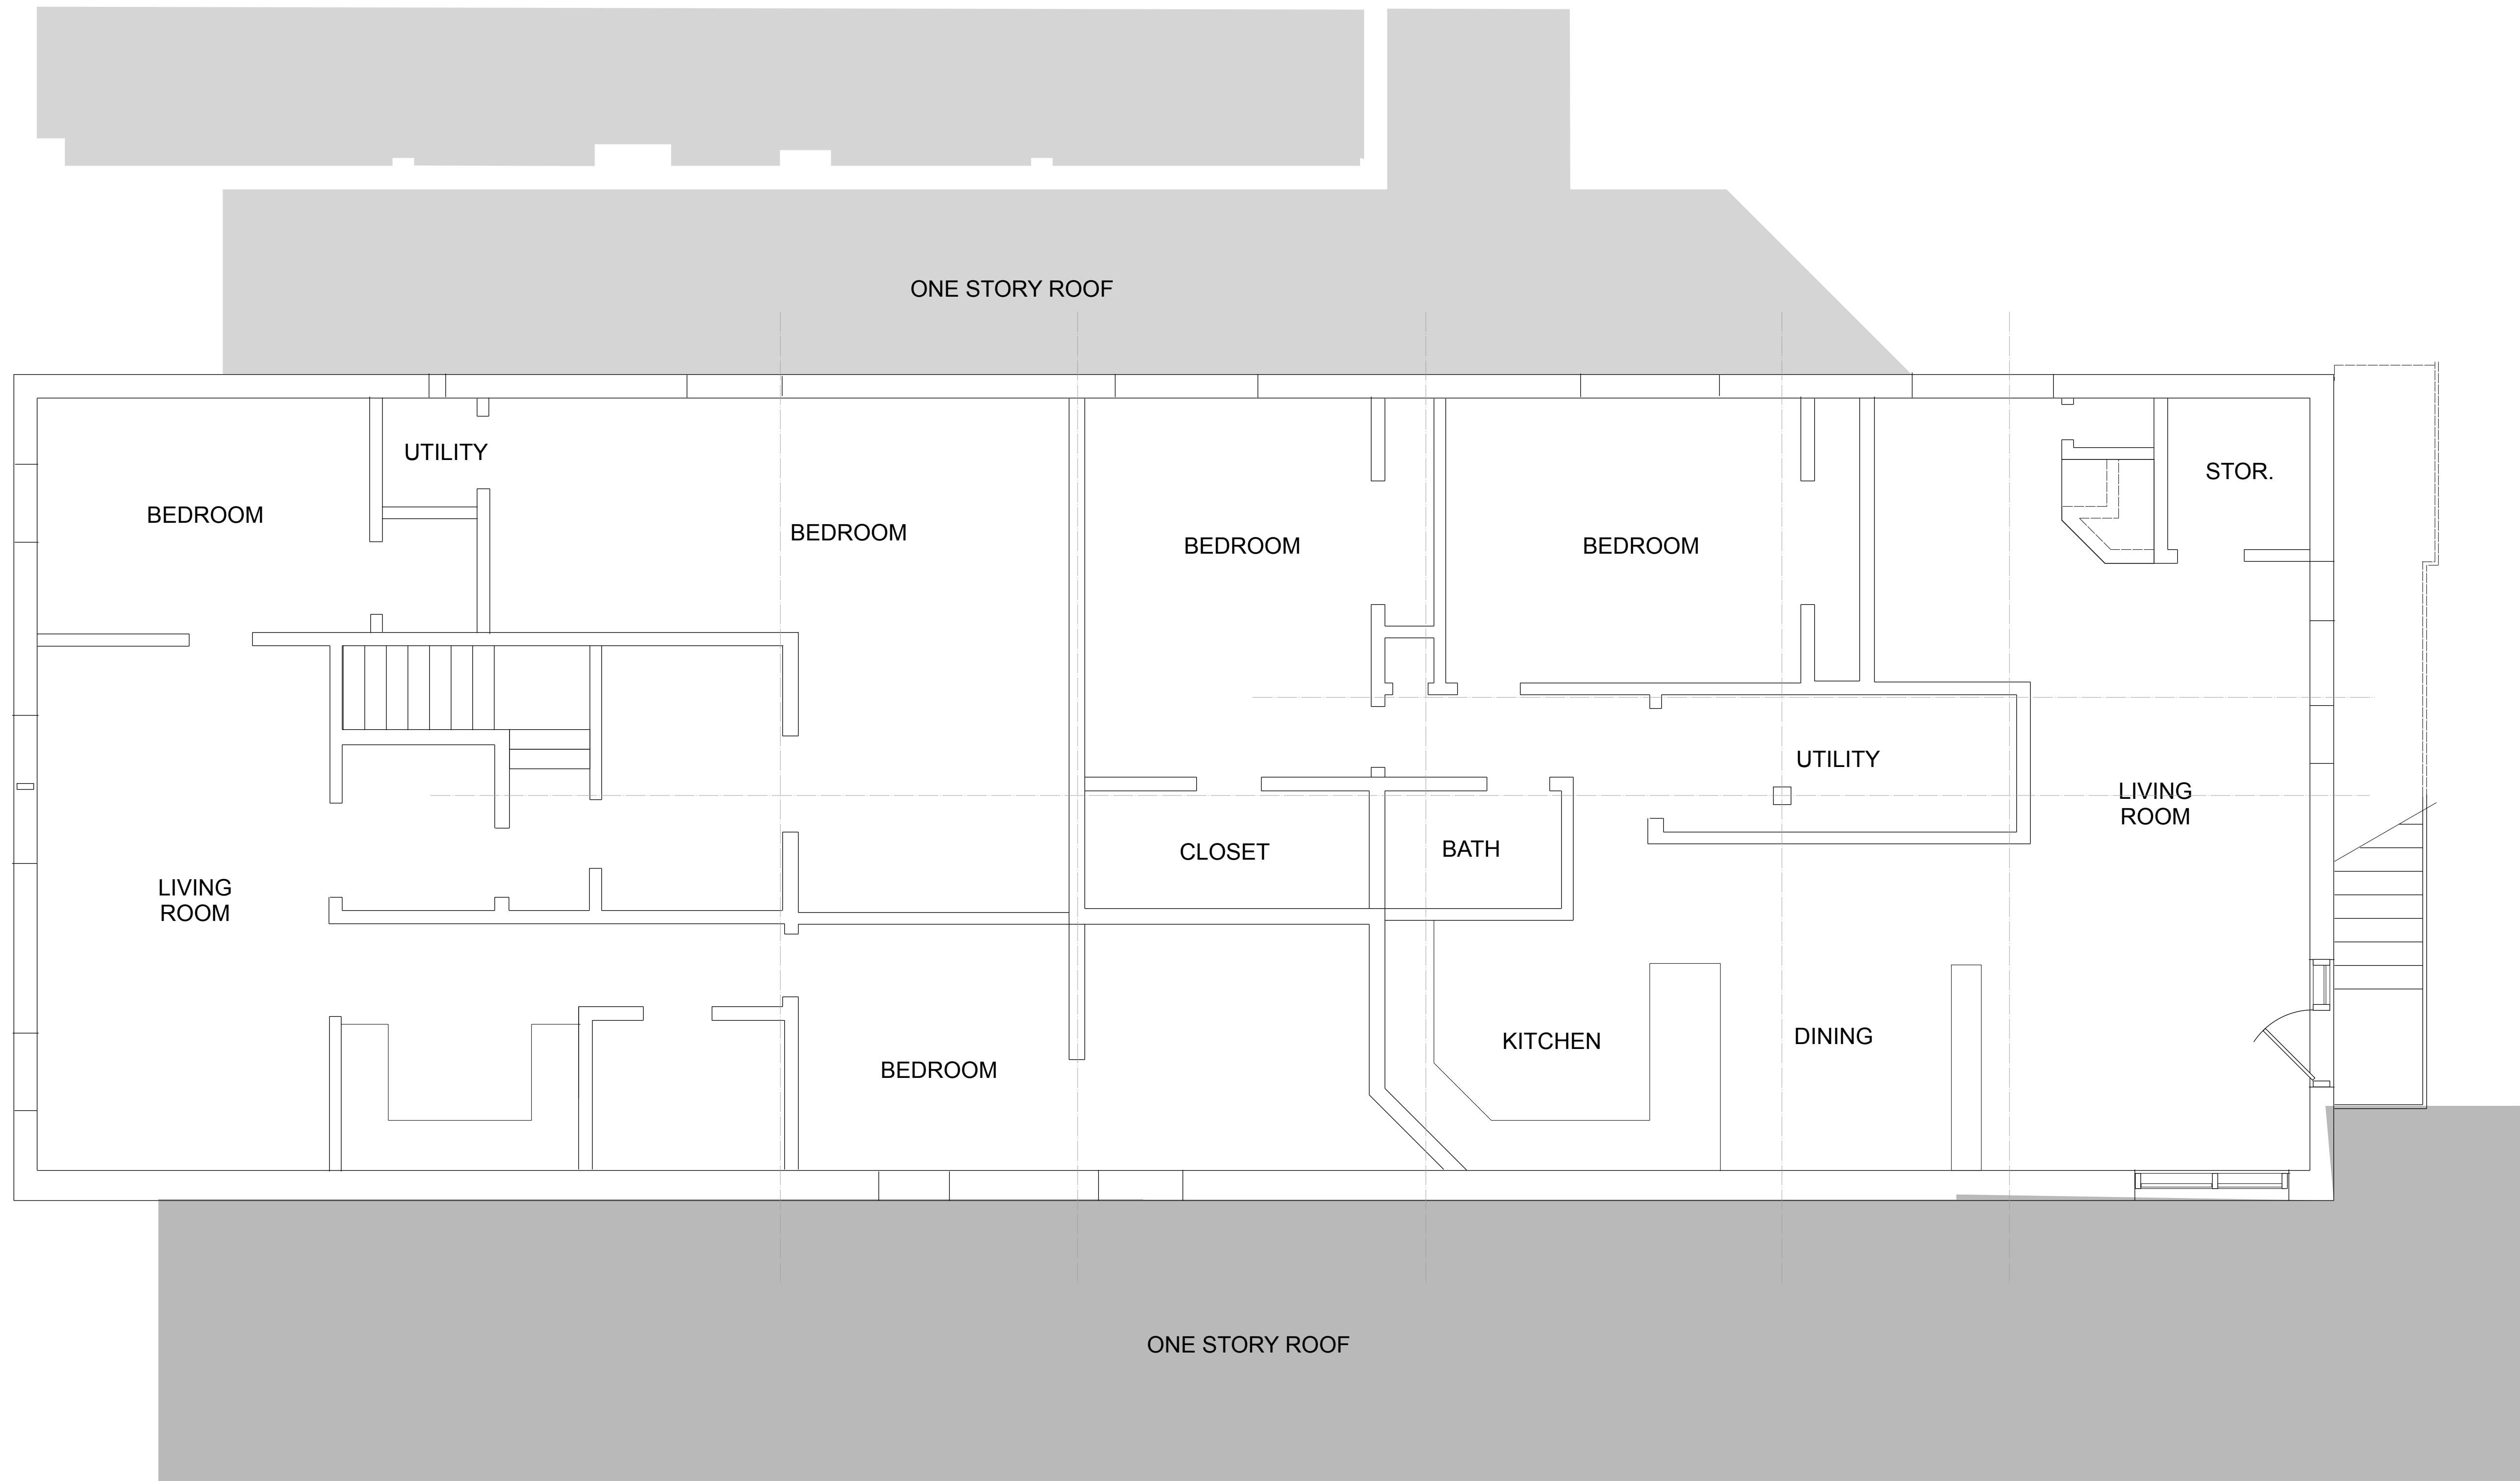 ONE STORY ROOF
UTILITY
STOR.
BEDROOM
BEDROOM
BEDROOM
BEDROOM
UTILITY
LIVING
ROOM
CLOSET
BATH
LIVING
ROOM
KITCHEN
DINING
BEDROOM
ONE STORY ROOF